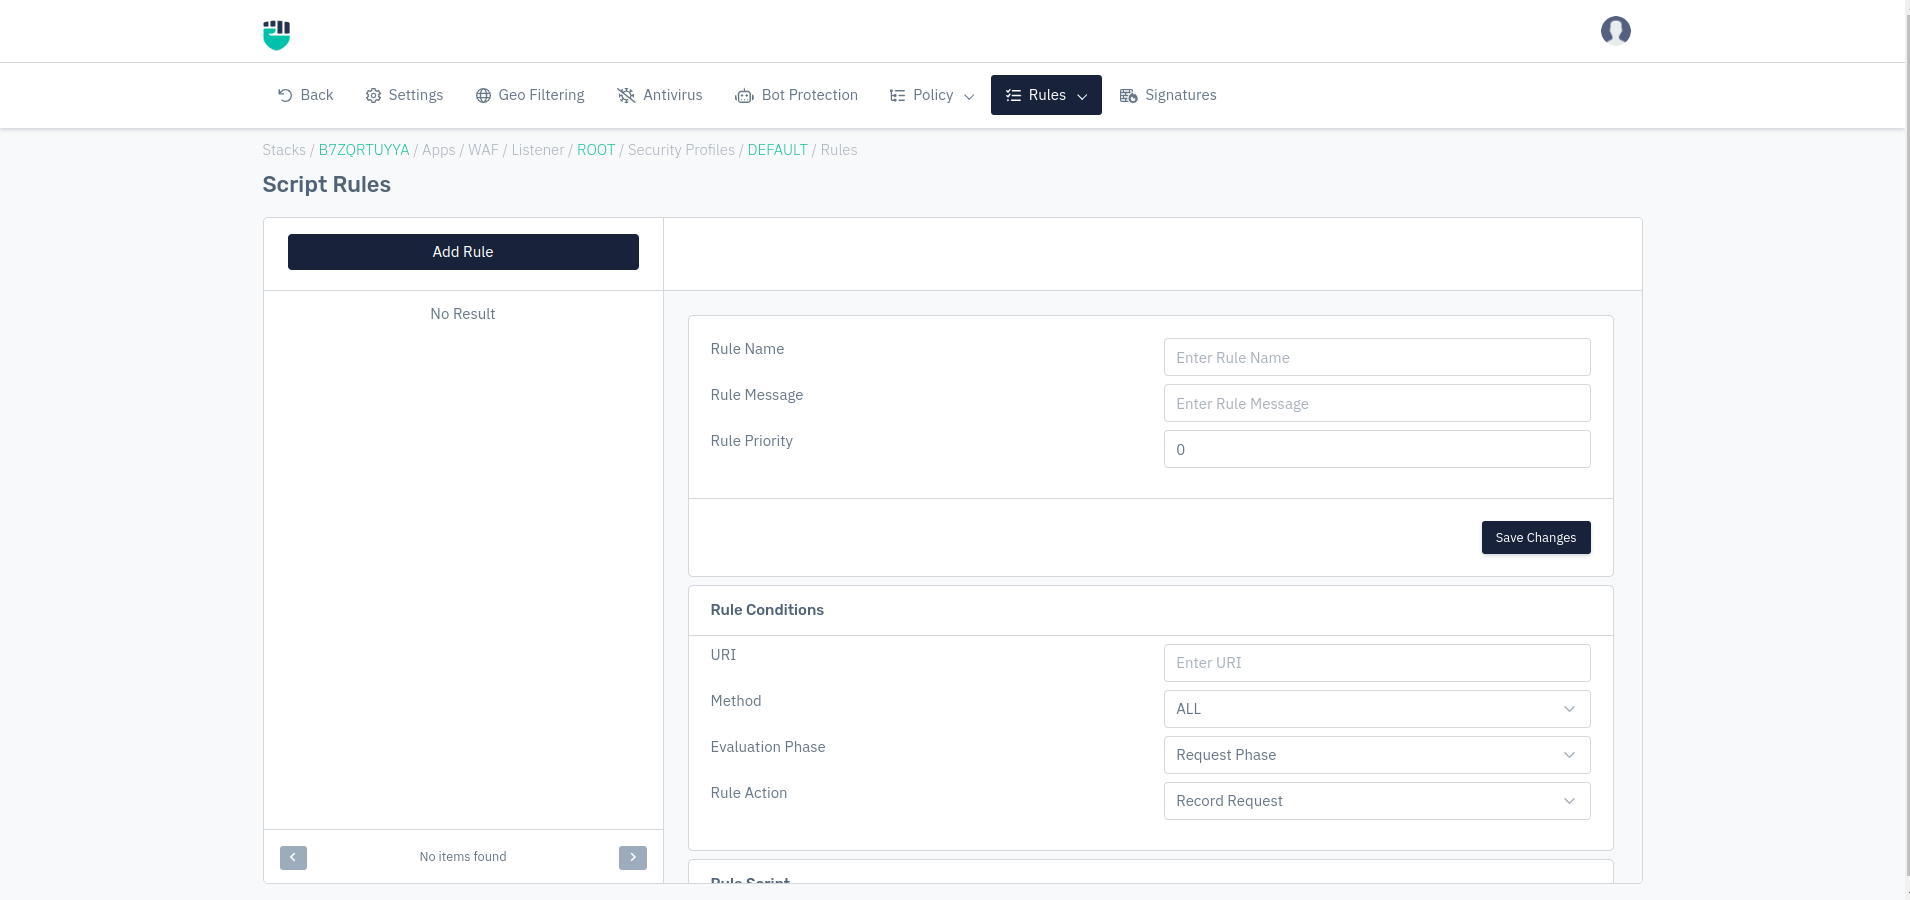 Back Settings Geo Filtering Antivirus Bot Protection Policy Rules Signatures
Stacks / B7ZQRTUYYA / Apps / WAF / Listener / ROOT / Security Profiles / DEFAULT / Rules
Script Rules
Add Rule
No Result
Rule Name
Enter Rule Name
Rule Message
Enter Rule Message
Rule Priority
0
Save Changes
Rule Conditions
URI
Enter URI
Method
ALL
Evaluation Phase
Request Phase
Rule Action
Record Request
No items found
Rule Script